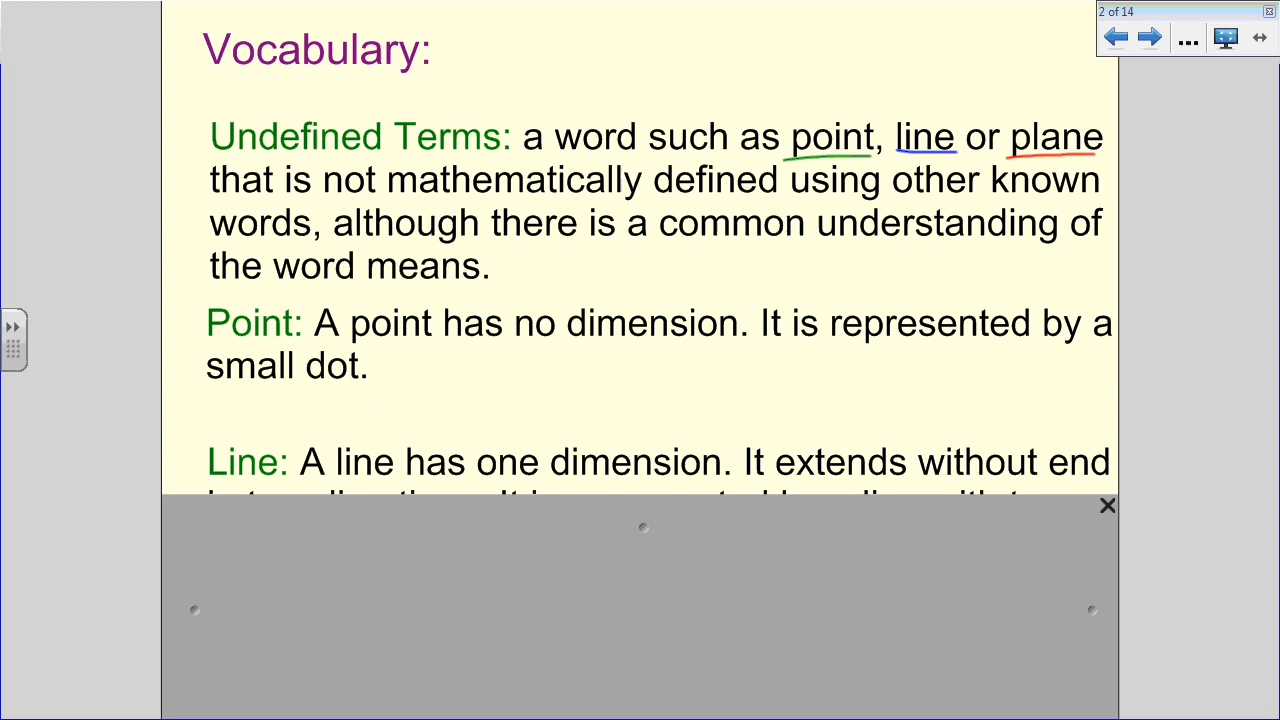 2 of 14
Vocabulary:
Undefined Terms: a word such as point, line or plane
that is not mathematically defined using other known
words, although there is a common understanding of
the word means.
Point: A point has no dimension. It is represented by a
small dot.
Line: A line has one dimension. It extends without end